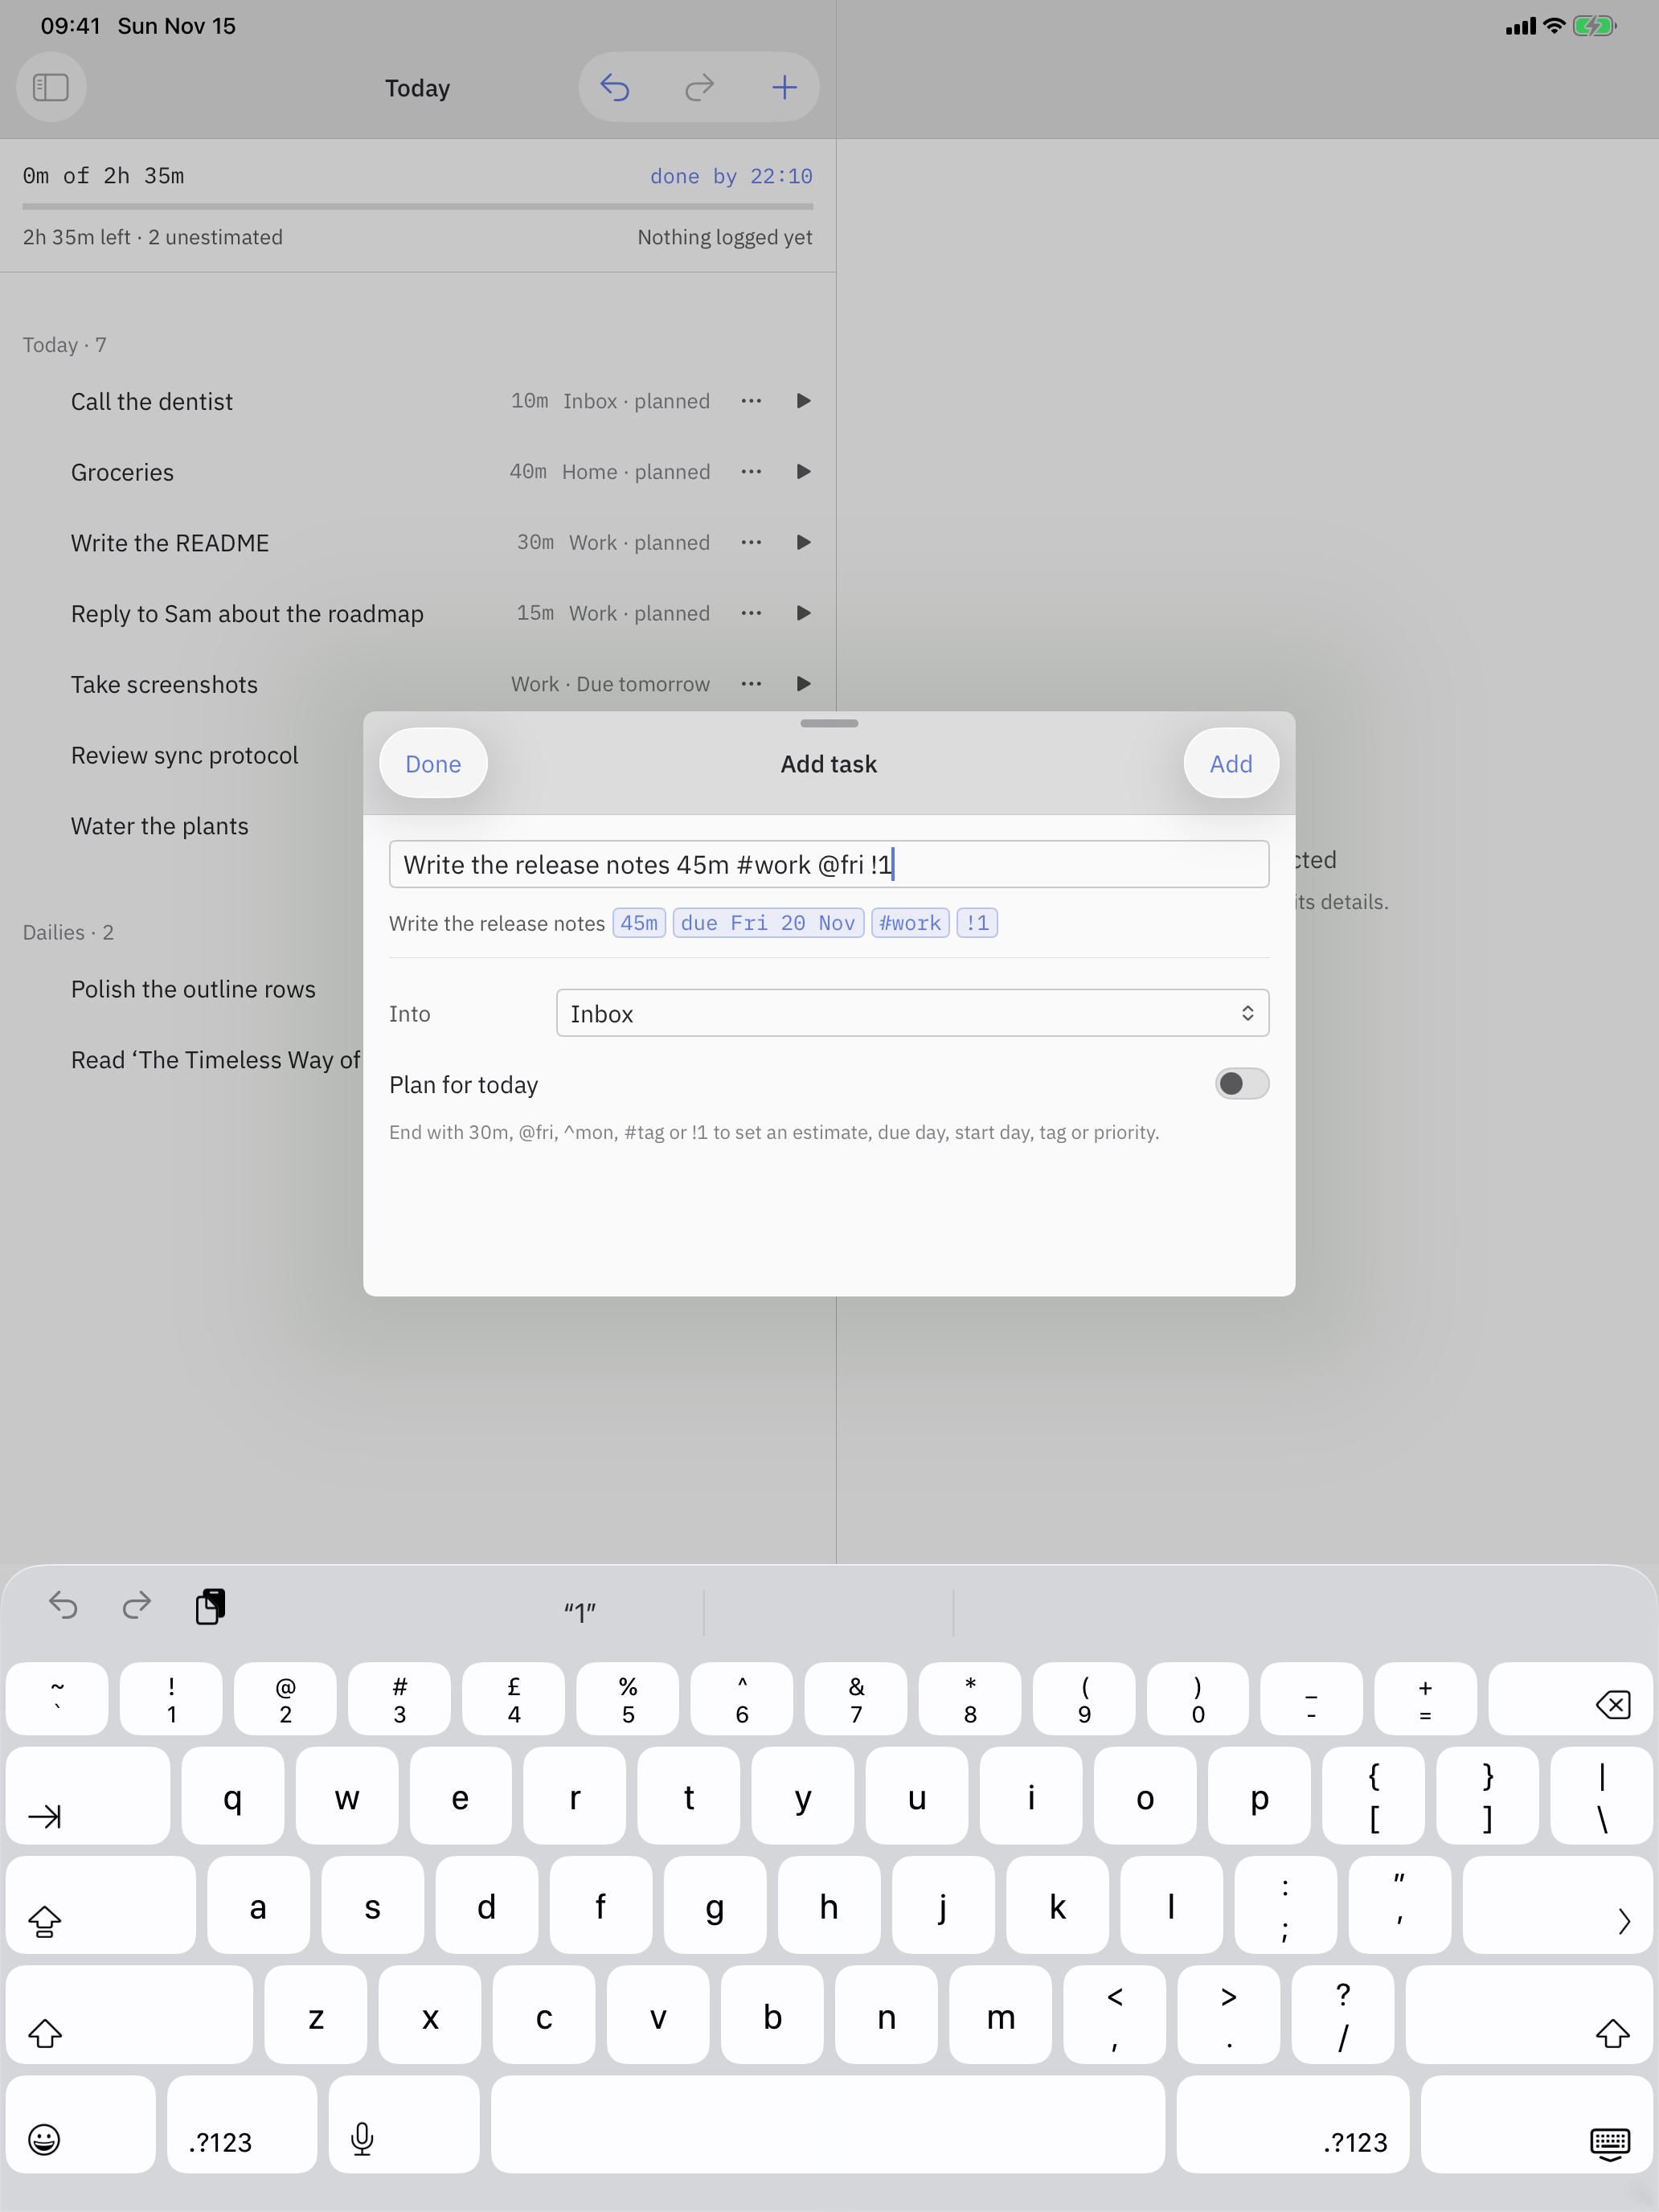 09:41 Sun Nov 15
Today
0m of 2h 35m
done by 22:10
2h 35m left · 2 unestimated
Nothing logged yet
Today · 7
Call the dentist 10m Inbox · planned
Groceries 40m Home · planned
Write the README 30m Work · planned
Reply to Sam about the roadmap 15m Work · planned
Take screenshots Work · Due tomorrow
Review sync protocol
Water the plants
Dailies · 2
Polish the outline rows
Read ‘The Timeless Way of
its details.
Done
Add task
Add
Write the release notes 45m #work @fri !1
Write the release notes 45m due Fri 20 Nov #work !1
Into Inbox
Plan for today
End with 30m, @fri, ^mon, #tag or !1 to set an estimate, due day, start day, tag or priority.
“1”
~ ! @ # £ % ^ & * ( ) _ +
` 1 2 3 4 5 6 7 8 9 0 - =
q w e r t y u i o p { } |
[ ] \
a s d f g h j k l : "
; '
z x c v b n m < > ?
, . /
.?123 .?123